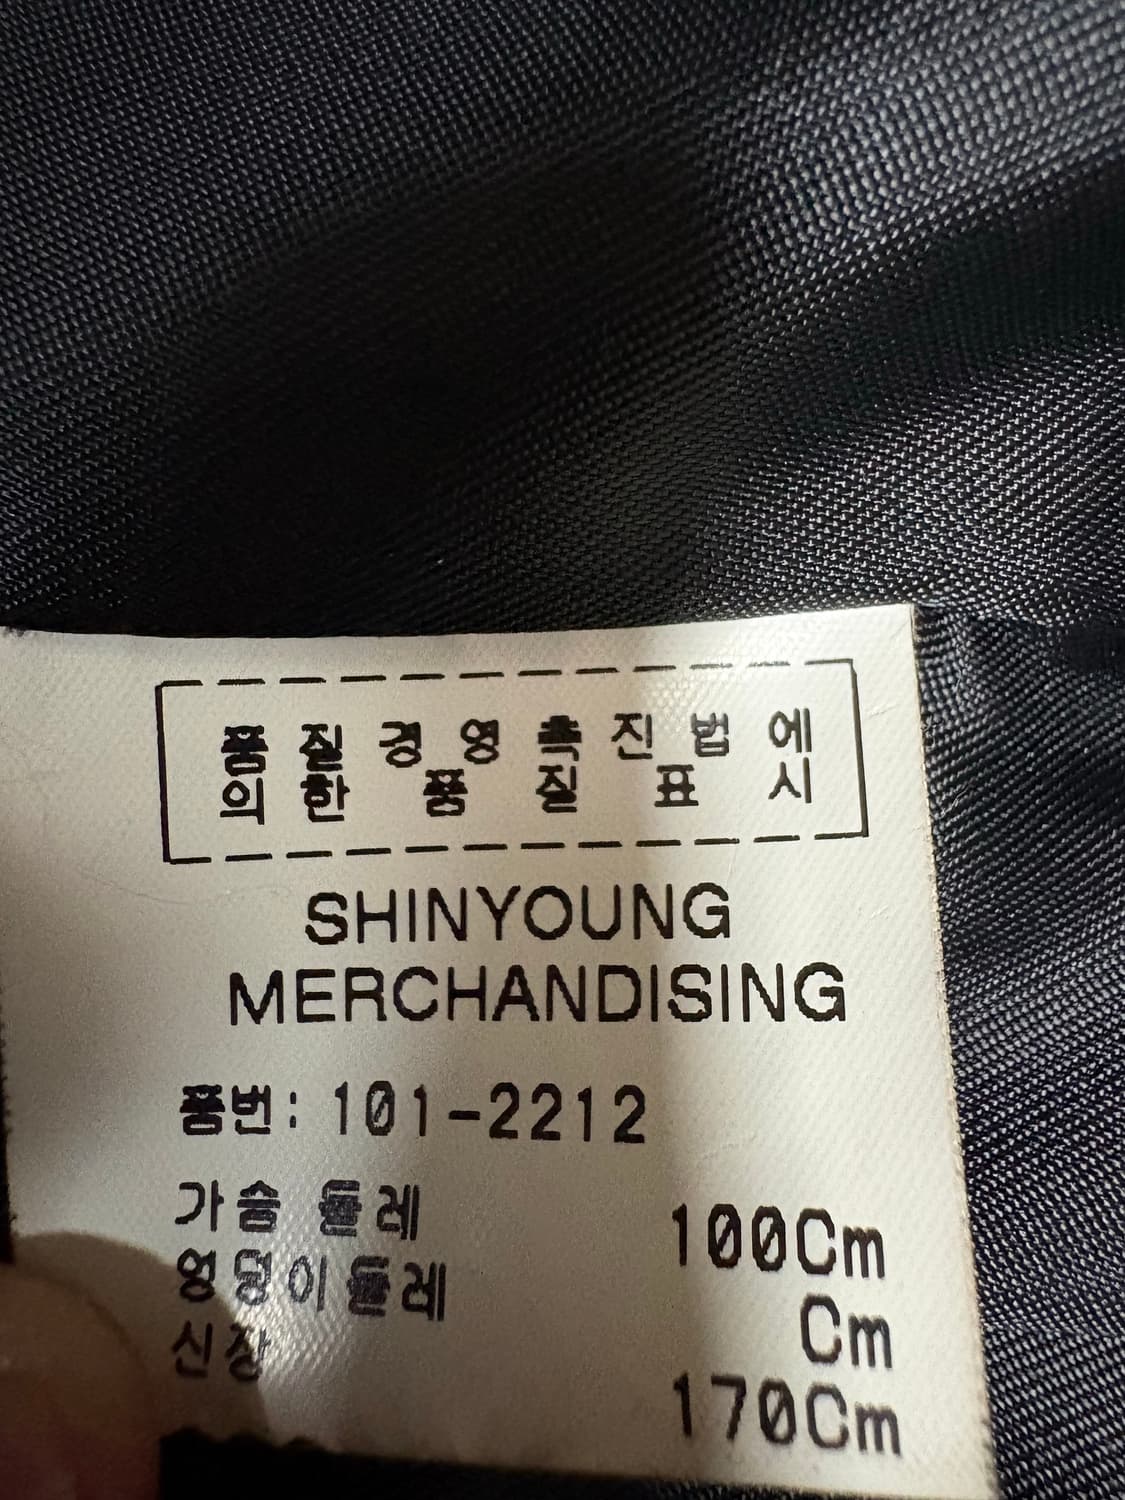 품 질 경 영 촉 진 법 에
의 한 품 질 표 시
SHINYOUNG
MERCHANDISING
품번: 101-2212
가슴 둘레 100Cm
엉덩이둘레 Cm
신장 170Cm